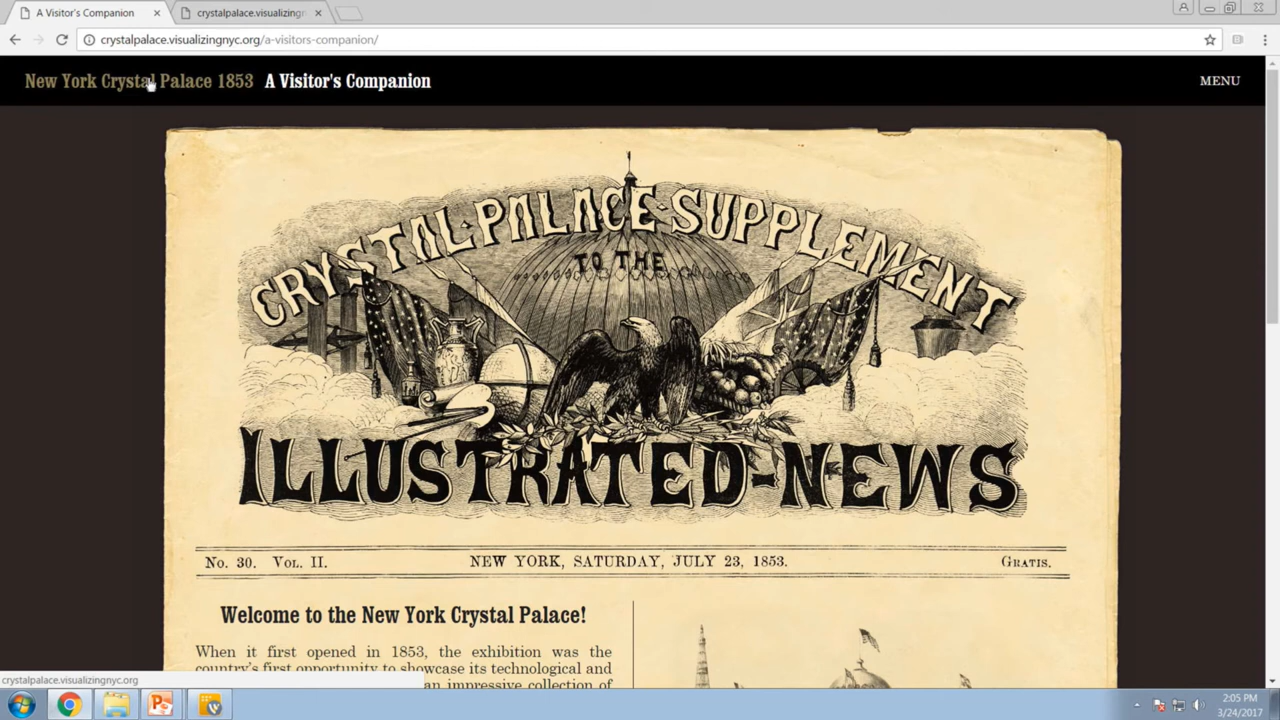 A Visitor's Companion
crystalpalace.visualizingn
crystalpalace.visualizingnyc.org/a-visitors-companion/
New York Crystal Palace 1853 A Visitor's Companion
MENU
CRYSTAL·PALACE·SUPPLEMENT
TO THE
ILLUSTRATED-NEWS
No. 30. Vol. II.
NEW YORK, SATURDAY, JULY 23, 1853.
Gratis.
Welcome to the New York Crystal Palace!
When it first opened in 1853, the exhibition was the
country's first opportunity to showcase its technological and
an impressive collection of
crystalpalace.visualizingnyc.org
2:05 PM
3/24/2017